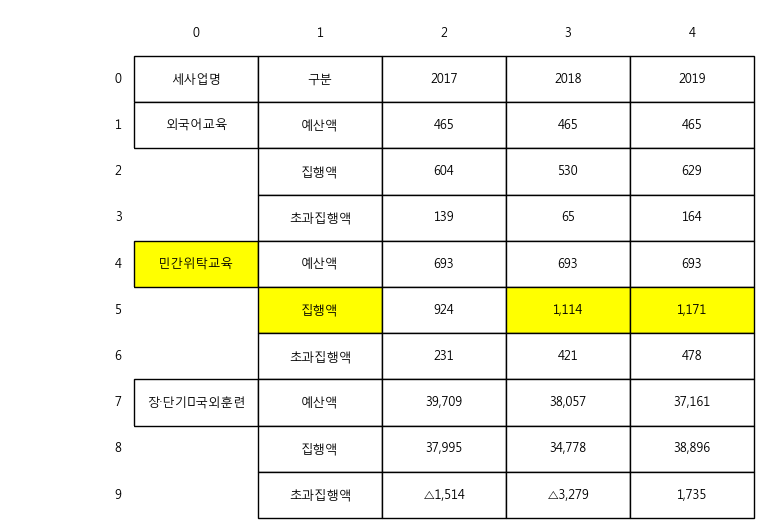 0 1 2 3 4
0 세사업명 구분 2017 2018 2019
1 외국어교육 예산액 465 465 465
2 집행액 604 530 629
3 초과집행액 139 65 164
4 민간위탁교육 예산액 693 693 693
5 집행액 924 1,114 1,171
6 초과집행액 231 421 478
7 장·단기□국외훈련 예산액 39,709 38,057 37,161
8 집행액 37,995 34,778 38,896
9 초과집행액 △1,514 △3,279 1,735